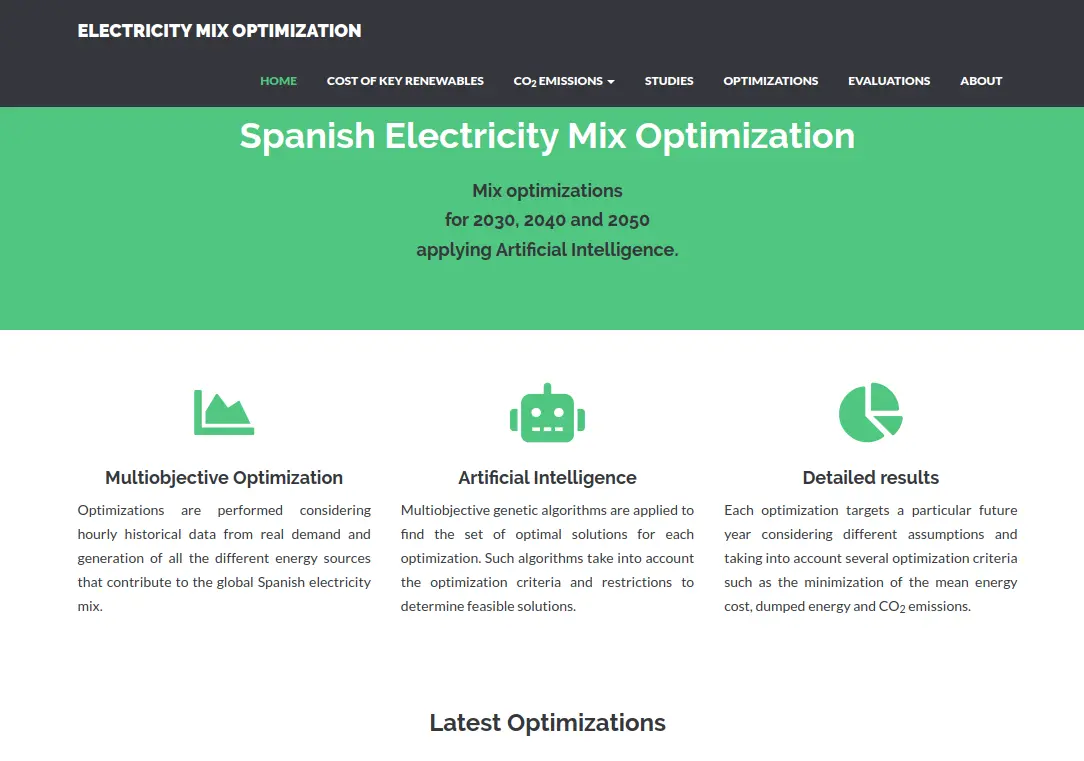 ELECTRICITY MIX OPTIMIZATION
HOME COST OF KEY RENEWABLES CO2 EMISSIONS STUDIES OPTIMIZATIONS EVALUATIONS ABOUT
Spanish Electricity Mix Optimization
Mix optimizations
for 2030, 2040 and 2050
applying Artificial Intelligence.
Multiobjective Optimization
Optimizations are performed considering
hourly historical data from real demand and
generation of all the different energy sources
that contribute to the global Spanish electricity
mix.
Artificial Intelligence
Multiobjective genetic algorithms are applied to
find the set of optimal solutions for each
optimization. Such algorithms take into account
the optimization criteria and restrictions to
determine feasible solutions.
Detailed results
Each optimization targets a particular future
year considering different assumptions and
taking into account several optimization criteria
such as the minimization of the mean energy
cost, dumped energy and CO2 emissions.
Latest Optimizations